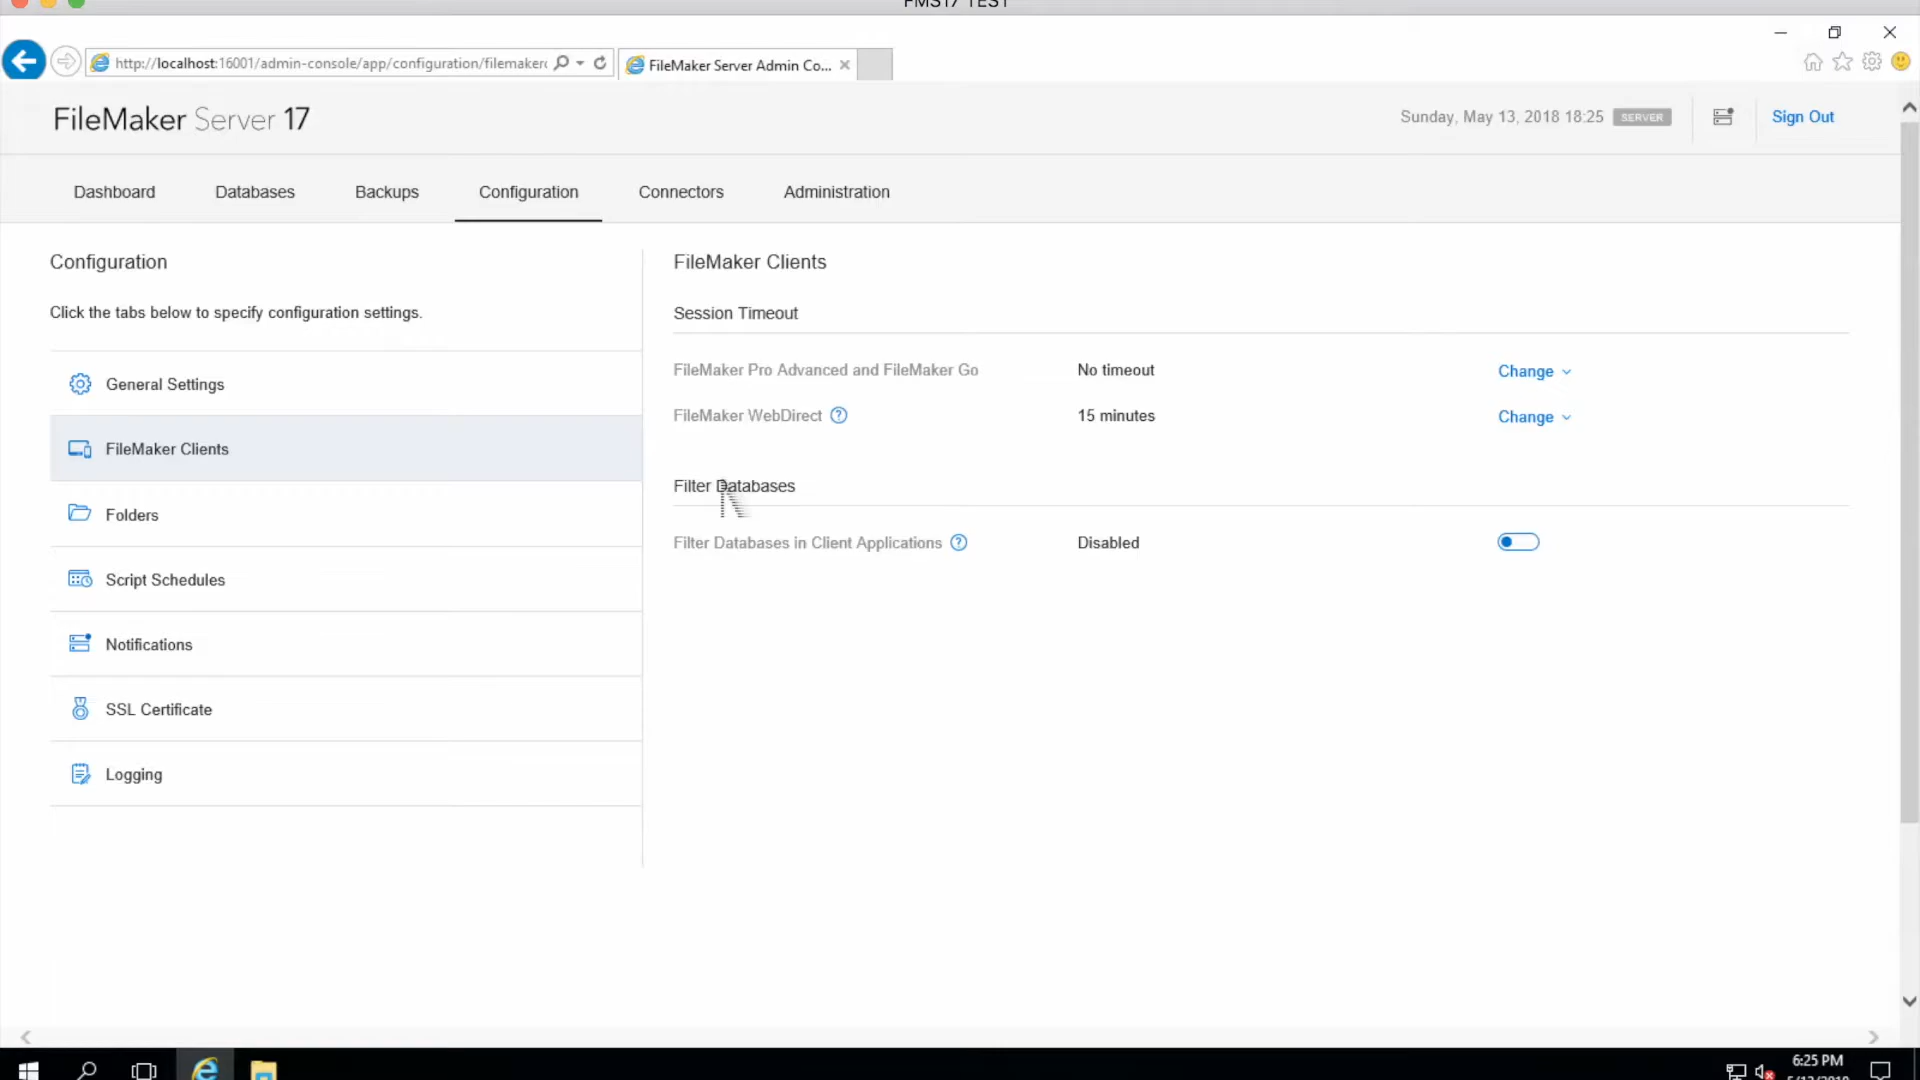 FMS17 TEST
http://localhost:16001/admin-console/app/configuration/filemaker
FileMaker Server Admin Co...
FileMaker Server 17
Sunday, May 13, 2018 18:25 SERVER
Sign Out
Dashboard
Databases
Backups
Configuration
Connectors
Administration
Configuration
Click the tabs below to specify configuration settings.
General Settings
FileMaker Clients
Folders
Script Schedules
Notifications
SSL Certificate
Logging
FileMaker Clients
Session Timeout
FileMaker Pro Advanced and FileMaker Go
No timeout
Change
FileMaker WebDirect
15 minutes
Change
Filter Databases
Filter Databases in Client Applications
Disabled
6:25 PM